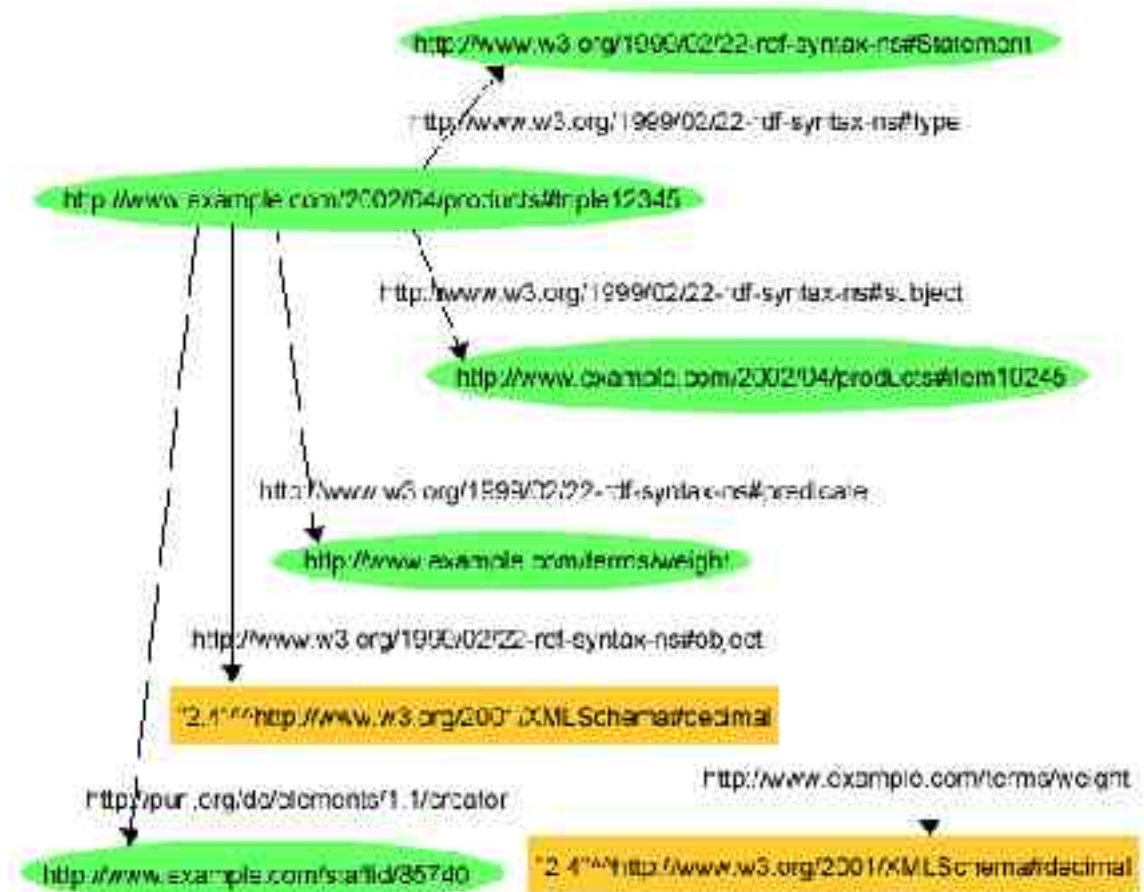 http://www.w3.org/1999/02/22-rdf-syntax-ns#Statement
http://www.w3.org/1999/02/22-rdf-syntax-ns#type
http://www.example.com/2002/04/products#triple12345
http://www.w3.org/1999/02/22-rdf-syntax-ns#subject
http://www.example.com/2002/04/products#item10245
http://www.w3.org/1999/02/22-rdf-syntax-ns#predicate
http://www.example.com/terms/weight
http://www.w3.org/1999/02/22-rdf-syntax-ns#object
"2.4"^^http://www.w3.org/2001/XMLSchema#decimal
http://www.example.com/terms/weight
http://purl.org/dc/elements/1.1/creator
"2.4"^^http://www.w3.org/2001/XMLSchema#decimal
http://www.example.com/staffid/85740